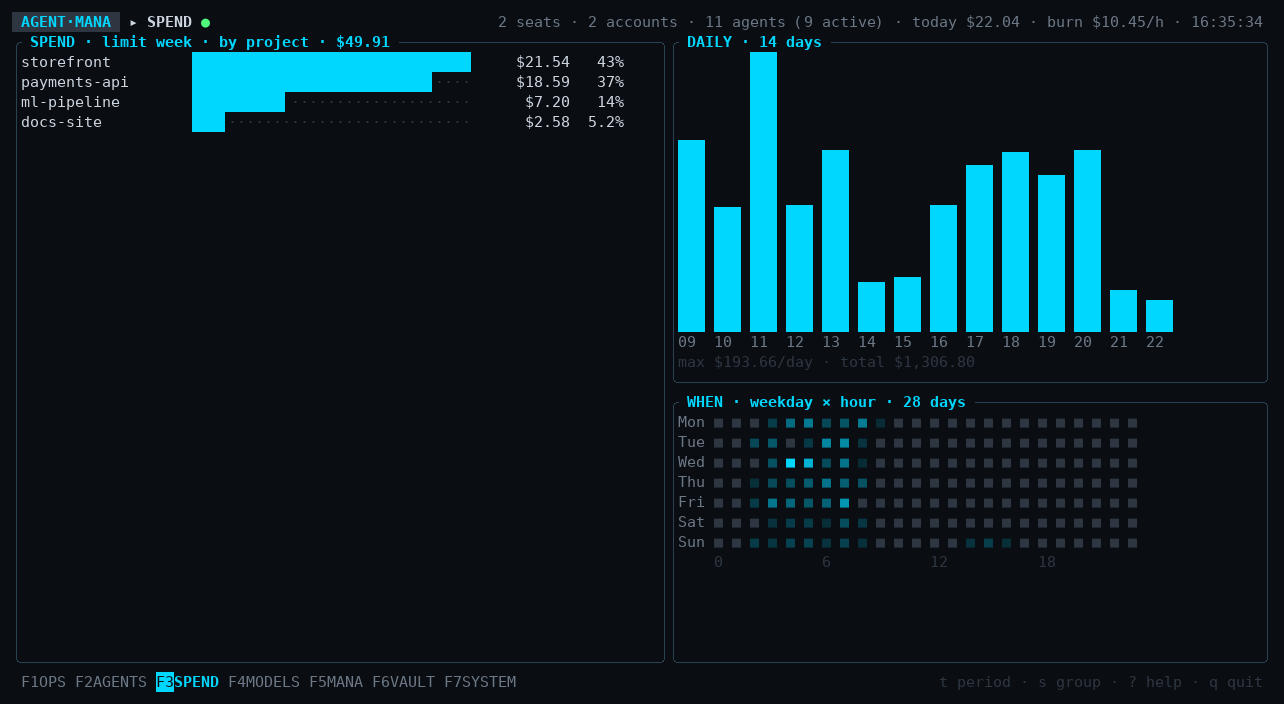 AGENT·MANA ▸ SPEND ● 2 seats · 2 accounts · 11 agents (9 active) · today $22.04 · burn $10.45/h · 16:35:34
SPEND · limit week · by project · $49.91
storefront $21.54 43%
payments-api $18.59 37%
ml-pipeline $7.20 14%
docs-site $2.58 5.2%
DAILY · 14 days
09 10 11 12 13 14 15 16 17 18 19 20 21 22
max $193.66/day · total $1,306.80
WHEN · weekday × hour · 28 days
Mon
Tue
Wed
Thu
Fri
Sat
Sun
0 6 12 18
F1OPS F2AGENTS F3SPEND F4MODELS F5MANA F6VAULT F7SYSTEM t period · s group · ? help · q quit